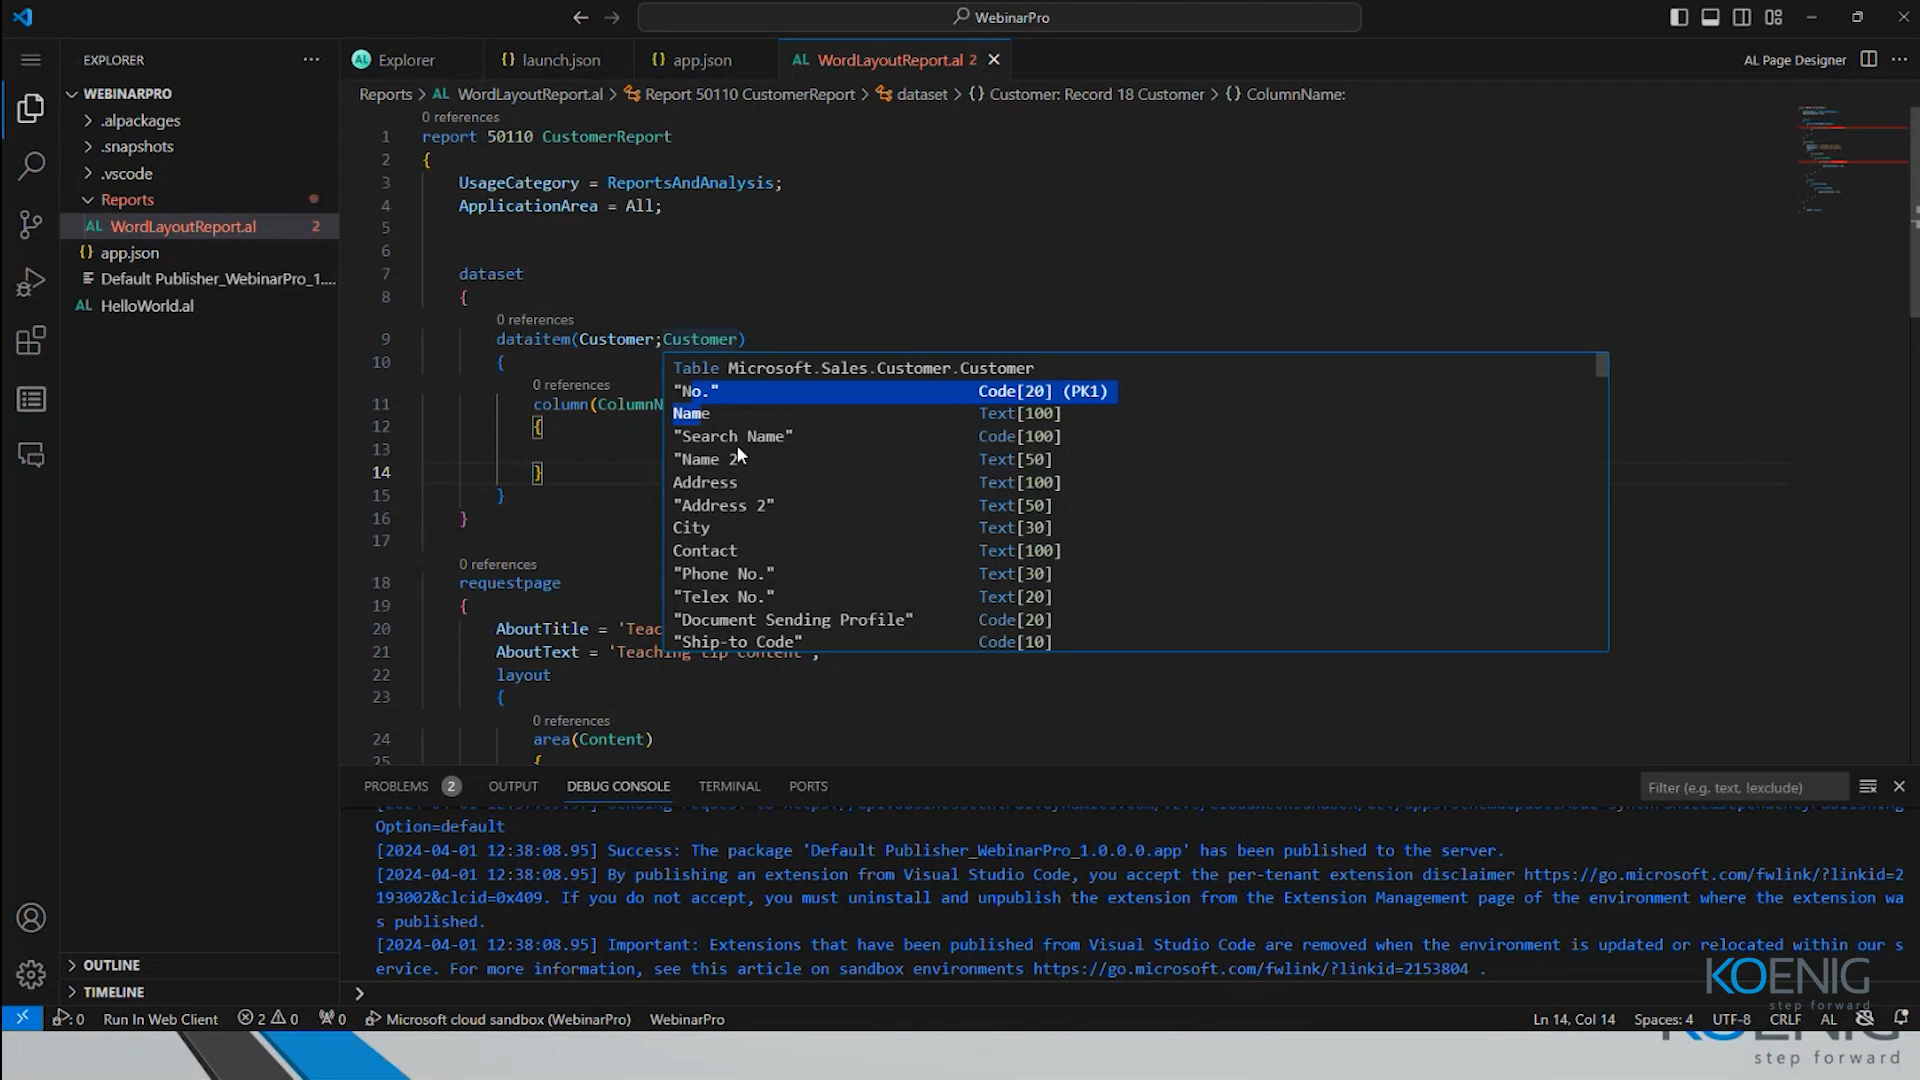 WebinarPro
EXPLORER
Explorer
{} launch.json
{} app.json
AL WordLayoutReport.al 2
AL Page Designer
WEBINARPRO
.alpackages
.snapshots
.vscode
Reports
AL WordLayoutReport.al 2
{} app.json
Default Publisher_WebinarPro_1....
AL HelloWorld.al
Reports > AL WordLayoutReport.al > Report 50110 CustomerReport > dataset > {} Customer: Record 18 Customer > {} ColumnName:
0 references
1 report 50110 CustomerReport
2 {
3 UsageCategory = ReportsAndAnalysis;
4 ApplicationArea = All;
5
6
7 dataset
8 {
0 references
9 dataitem(Customer;Customer)
10 {
0 references
11 column(ColumnN
12 {
13
14 }
15 }
16 }
17
0 references
18 requestpage
19 {
20 AboutTitle = 'Teac
21 AboutText = 'Teaching tip content',
22 layout
23 {
0 references
24 area(Content)
25 {
Table Microsoft.Sales.Customer.Customer
"No." Code[20] (PK1)
Name Text[100]
"Search Name" Code[100]
"Name 2 Text[50]
Address Text[100]
"Address 2" Text[50]
City Text[30]
Contact Text[100]
"Phone No." Text[30]
"Telex No." Text[20]
"Document Sending Profile" Code[20]
"Ship-to Code" Code[10]
PROBLEMS 2 OUTPUT DEBUG CONSOLE TERMINAL PORTS
Filter (e.g. text, !exclude)
Option=default
[2024-04-01 12:38:08.95] Success: The package 'Default Publisher_WebinarPro_1.0.0.0.app' has been published to the server.
[2024-04-01 12:38:08.95] By publishing an extension from Visual Studio Code, you accept the per-tenant extension disclaimer https://go.microsoft.com/fwlink/?linkid=2
193002&clcid=0x409. If you do not accept, you must uninstall and unpublish the extension from the Extension Management page of the environment where the extension wa
s published.
[2024-04-01 12:38:08.95] Important: Extensions that have been published from Visual Studio Code are removed when the environment is updated or relocated within our s
ervice. For more information, see this article on sandbox environments https://go.microsoft.com/fwlink/?linkid=2153804 .
OUTLINE
TIMELINE
KOENIG
step forward
0 Run In Web Client 2 0 0 Microsoft cloud sandbox (WebinarPro) WebinarPro
Ln 14, Col 14 Spaces: 4 UTF-8 CRLF AL
step forward